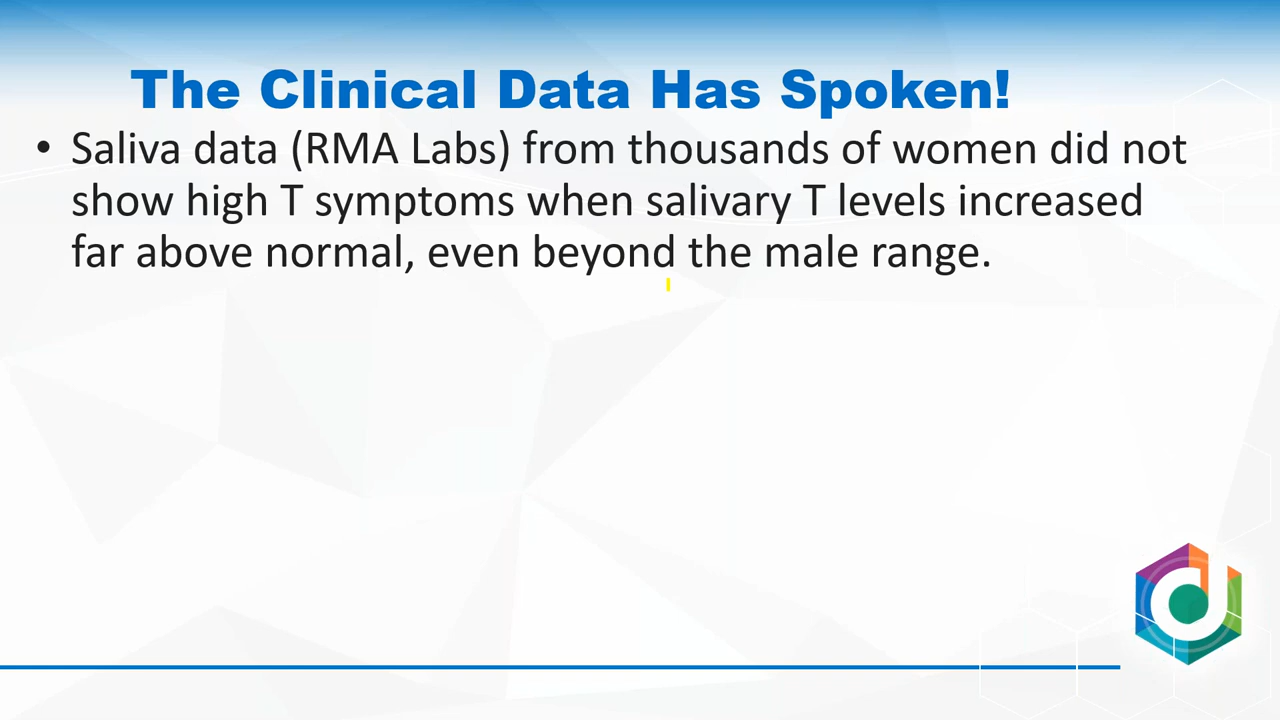 The Clinical Data Has Spoken!
• Saliva data (RMA Labs) from thousands of women did not
show high T symptoms when salivary T levels increased
far above normal, even beyond the male range.